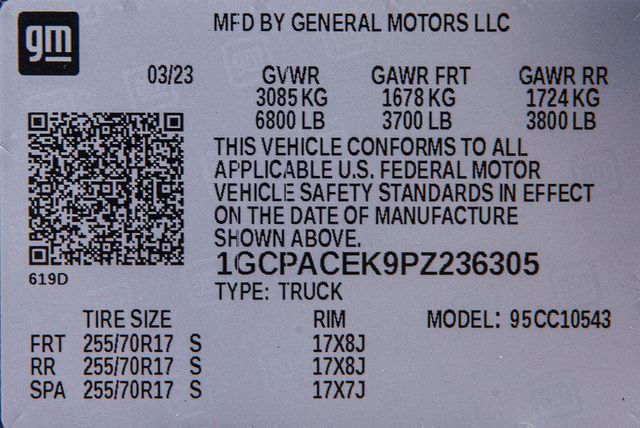 gm
MFD BY GENERAL MOTORS LLC
03/23 GVWR GAWR FRT GAWR RR
3085 KG 1678 KG 1724 KG
6800 LB 3700 LB 3800 LB
THIS VEHICLE CONFORMS TO ALL
APPLICABLE U.S. FEDERAL MOTOR
VEHICLE SAFETY STANDARDS IN EFFECT
ON THE DATE OF MANUFACTURE
SHOWN ABOVE.
619D
1GCPACEK9PZ236305
TYPE: TRUCK
TIRE SIZE RIM MODEL: 95CC10543
FRT 255/70R17 S 17X8J
RR 255/70R17 S 17X8J
SPA 255/70R17 S 17X7J